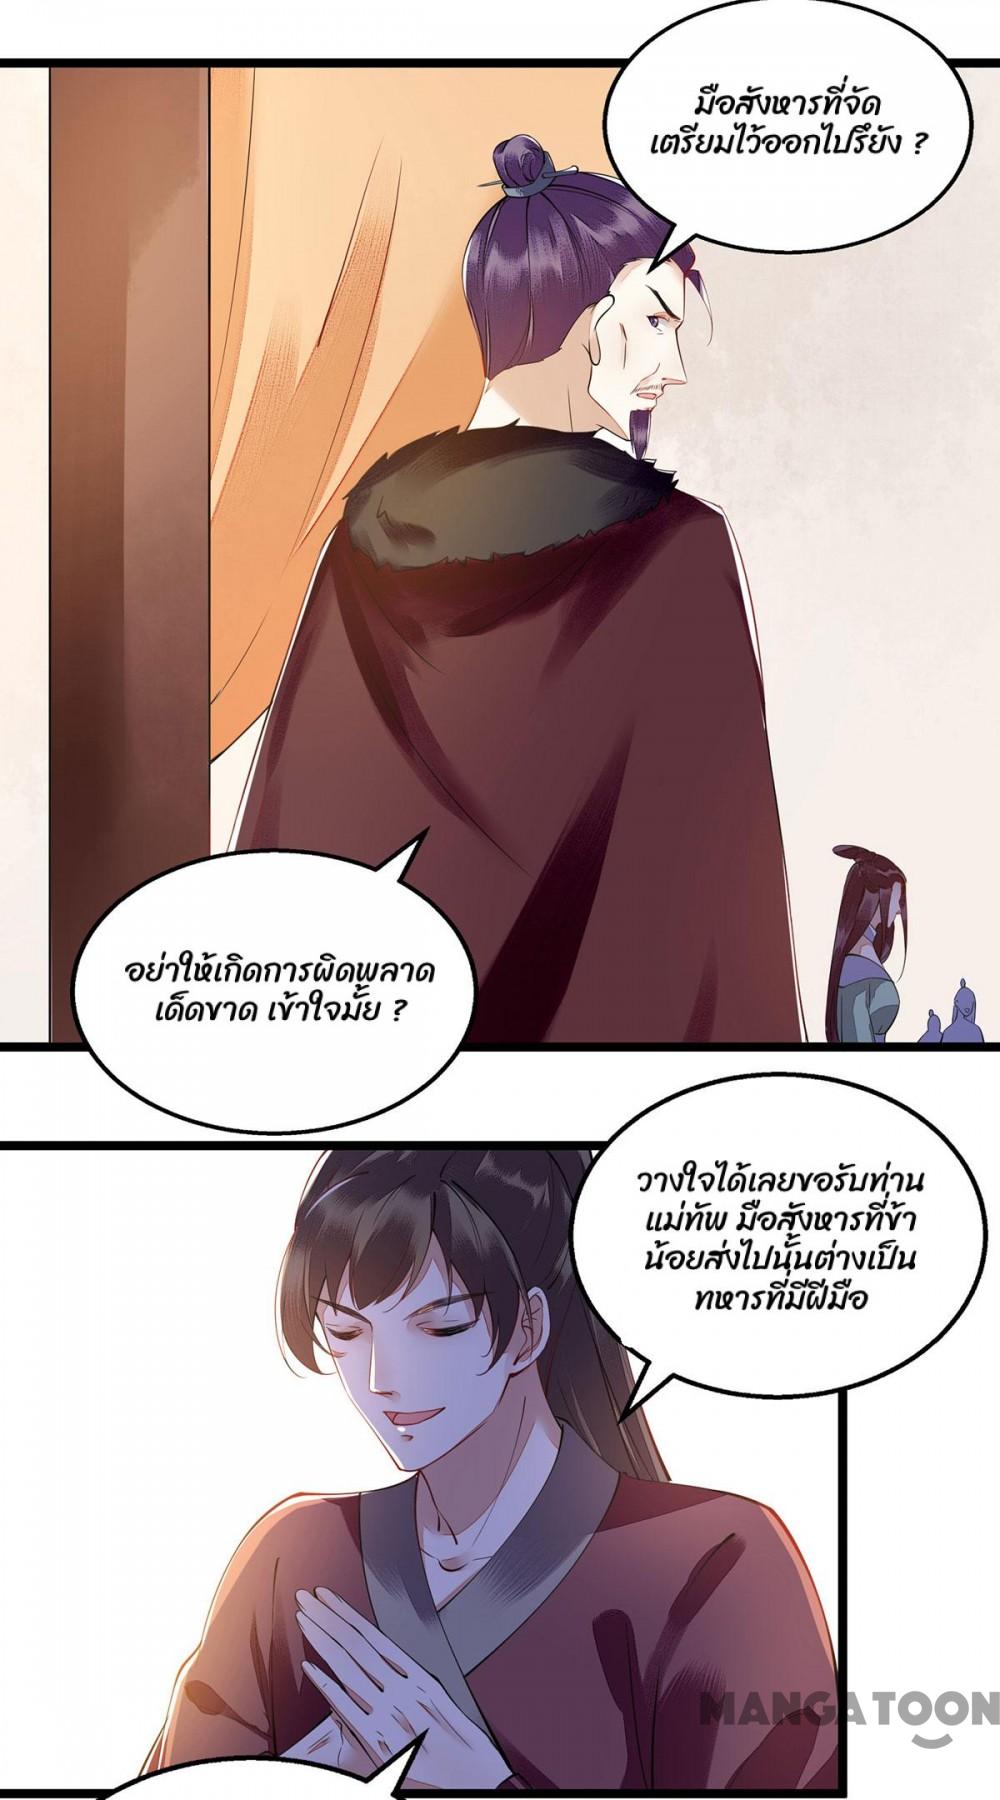 มือสังหารที่จัด
เตรียมไว้ออกไปรึยัง ?
อย่าให้เกิดการผิดพลาด
เด็ดขาด เข้าใจมั้ย ?
วางใจได้เลยขอรับท่าน
แม่ทัพ มือสังหารที่ข้า
น้อยส่งไปนั้นต่างเป็น
ทหารที่มีฝีมือ
MANGATOON